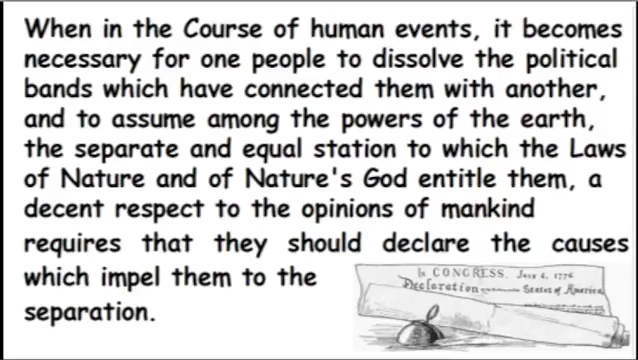 When in the Course of human events, it becomes
necessary for one people to dissolve the political
bands which have connected them with another,
and to assume among the powers of the earth,
the separate and equal station to which the Laws
of Nature and of Nature's God entitle them, a
decent respect to the opinions of mankind
requires that they should declare the causes
which impel them to the
separation.
In CONGRESS, July 4, 1776
Declaration States of America